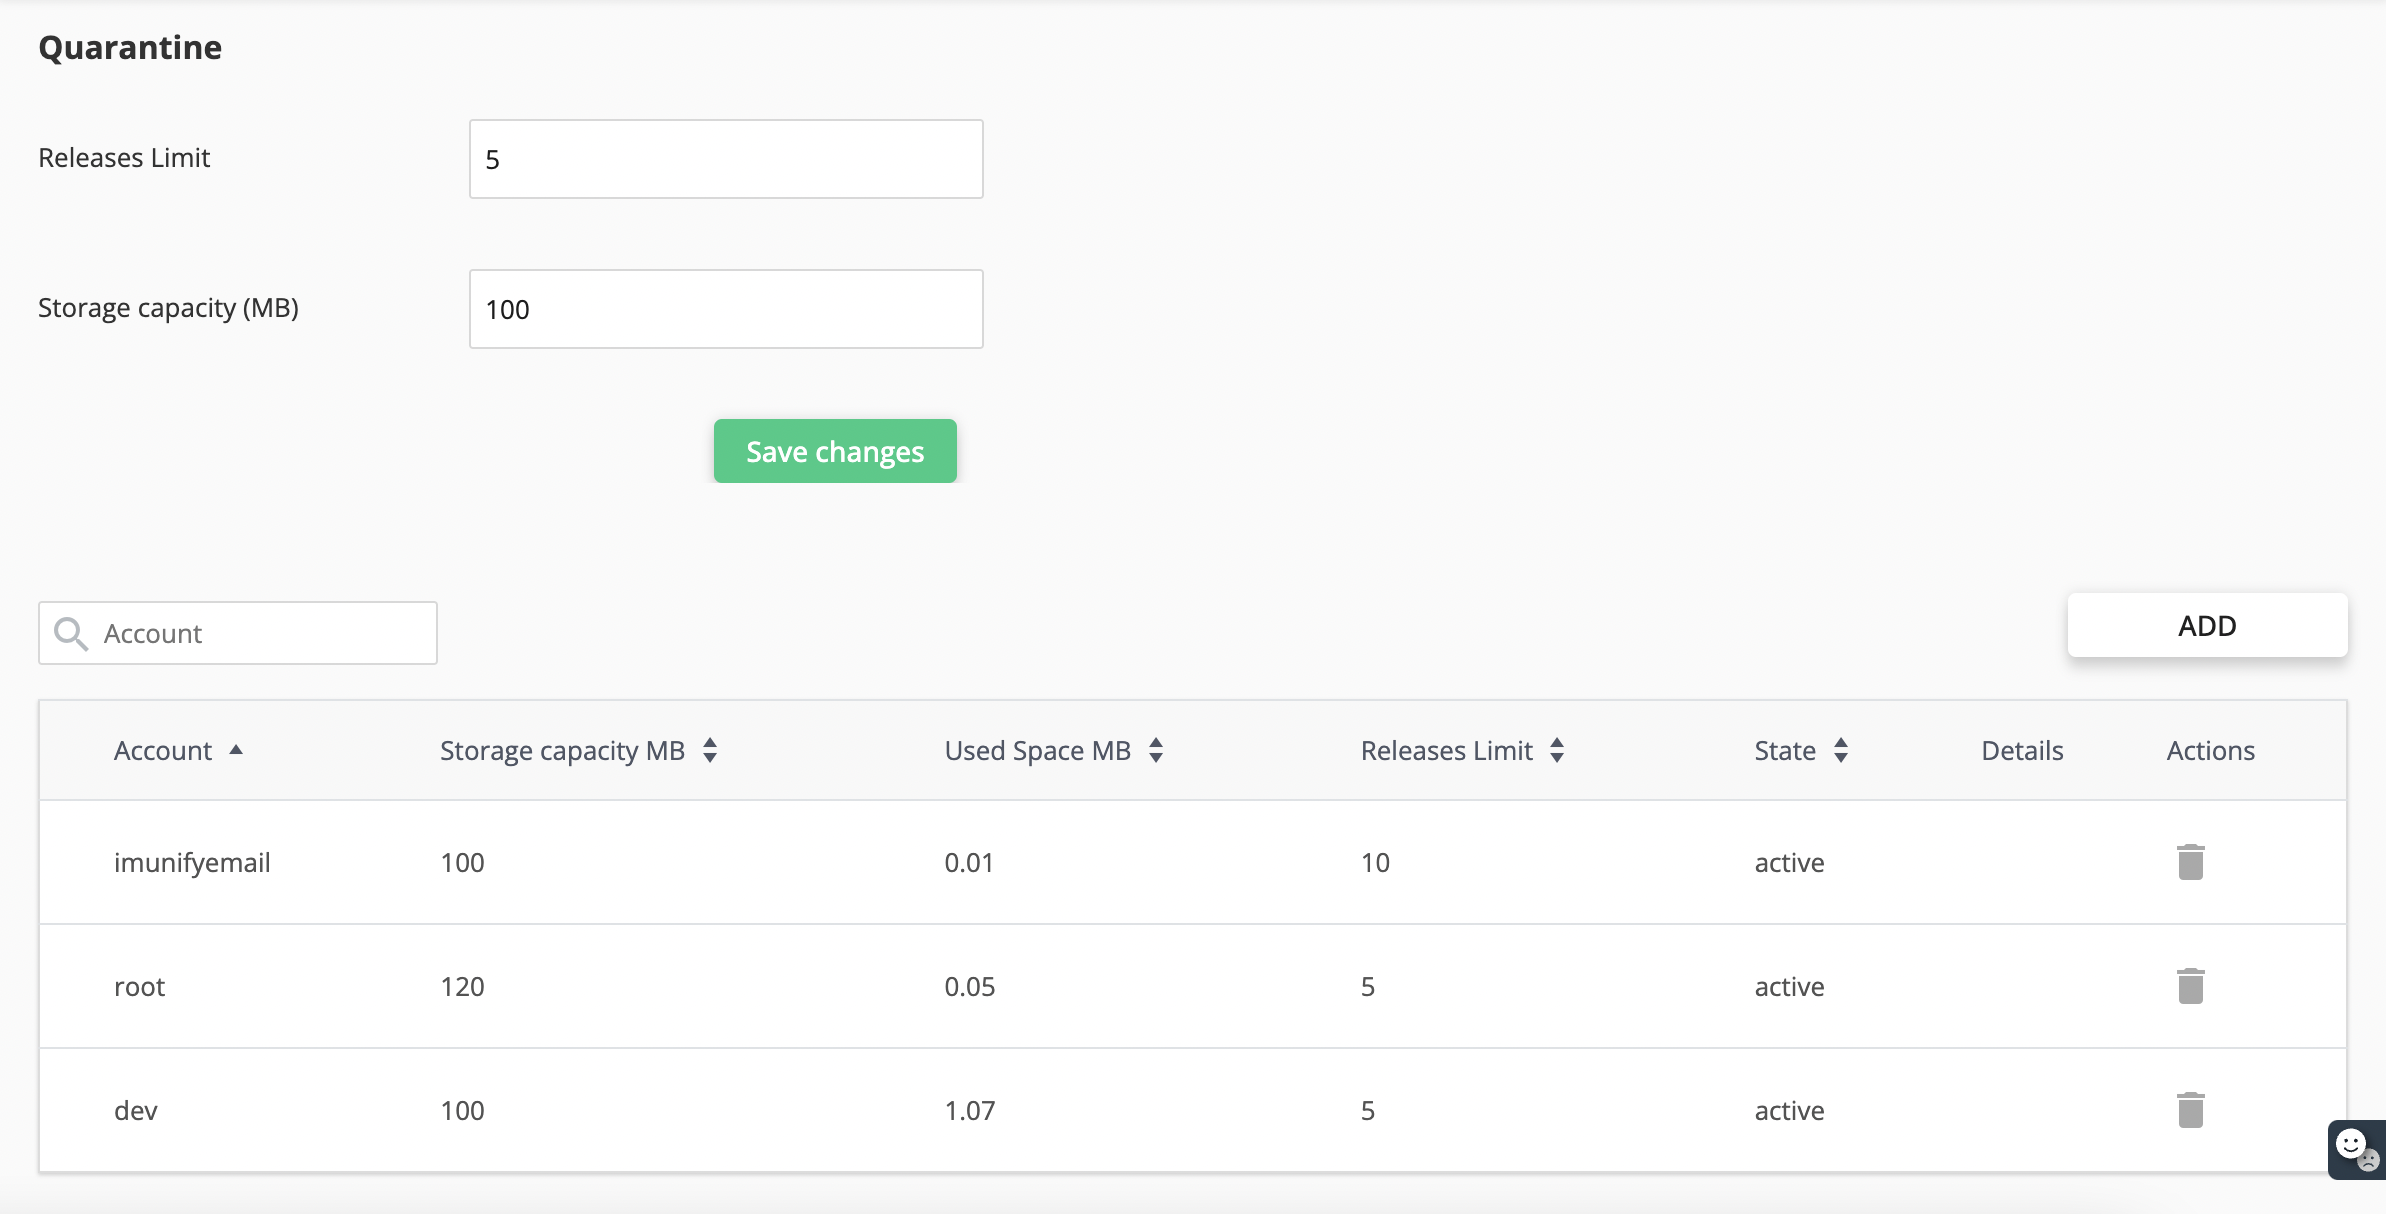 Quarantine
Releases Limit
5
Storage capacity (MB)
100
Save changes
Account
ADD
Account Storage capacity MB Used Space MB Releases Limit State Details Actions
imunifyemail 100 0.01 10 active
root 120 0.05 5 active
dev 100 1.07 5 active